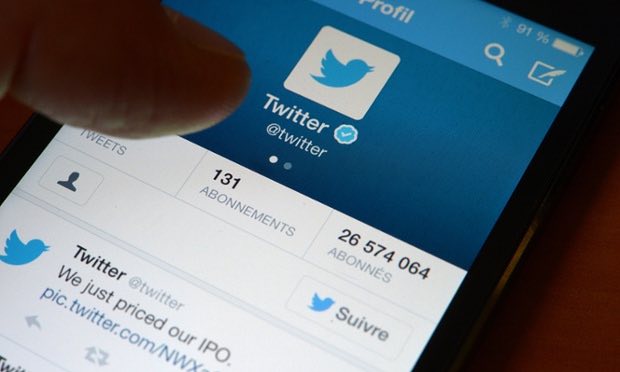 Profil
91 %
Twitter
@twitter
TWEETS
131
ABONNEMENTS
26 574 064
ABONNÉS
Suivre
Twitter @twitter
We just priced our IPO.
pic.twitter.com/NWX
Twitter